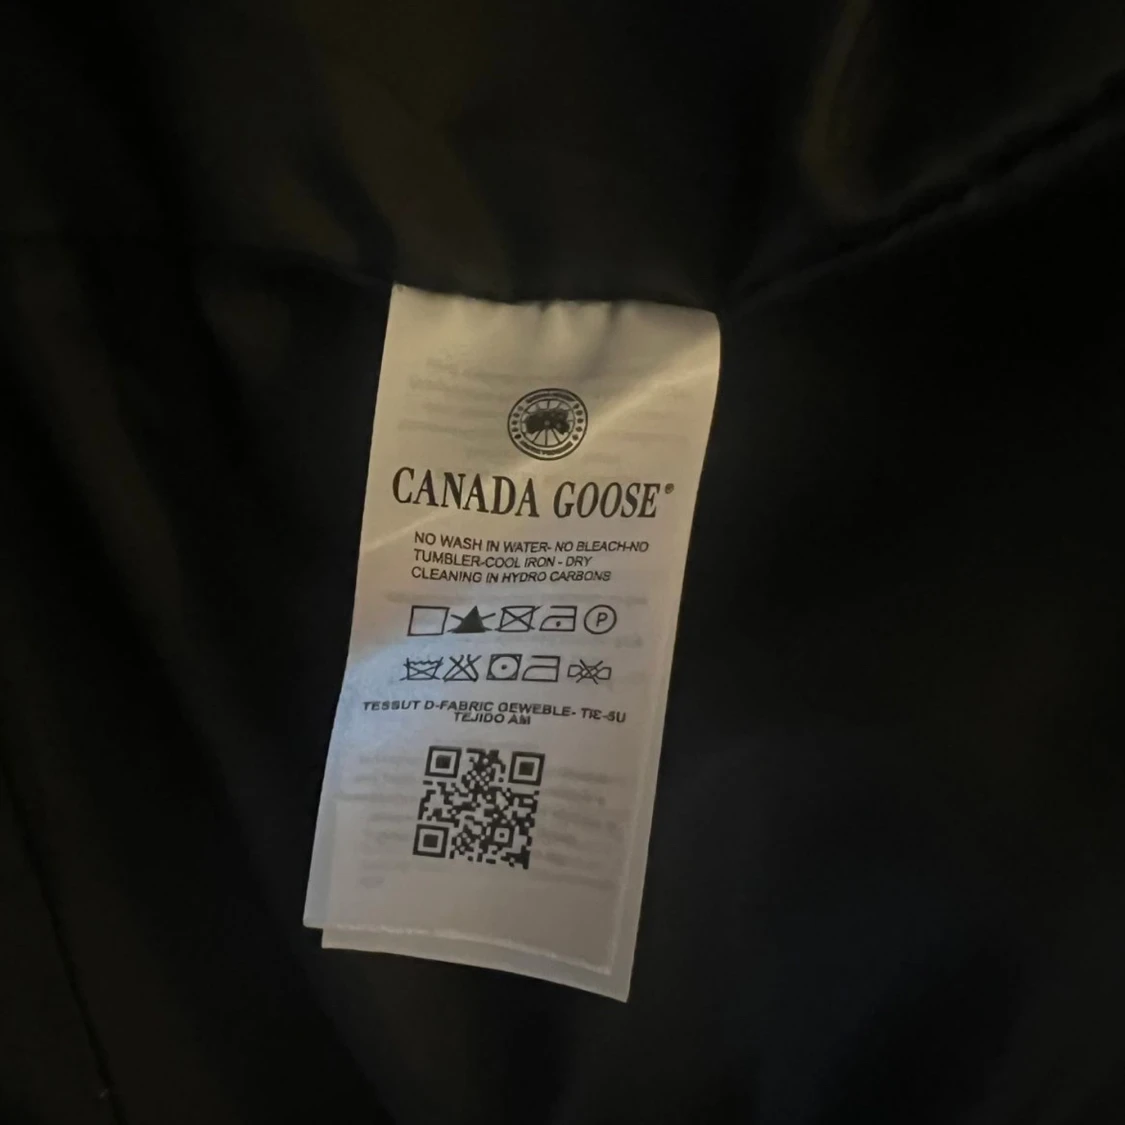 CANADA GOOSE®
NO WASH IN WATER- NO BLEACH-NO
TUMBLER-COOL IRON - DRY
CLEANING IN HYDRO CARBONS
P
TESSUT D-FABRIC GEWEBLE- TIE-SU
TEJIDO AM